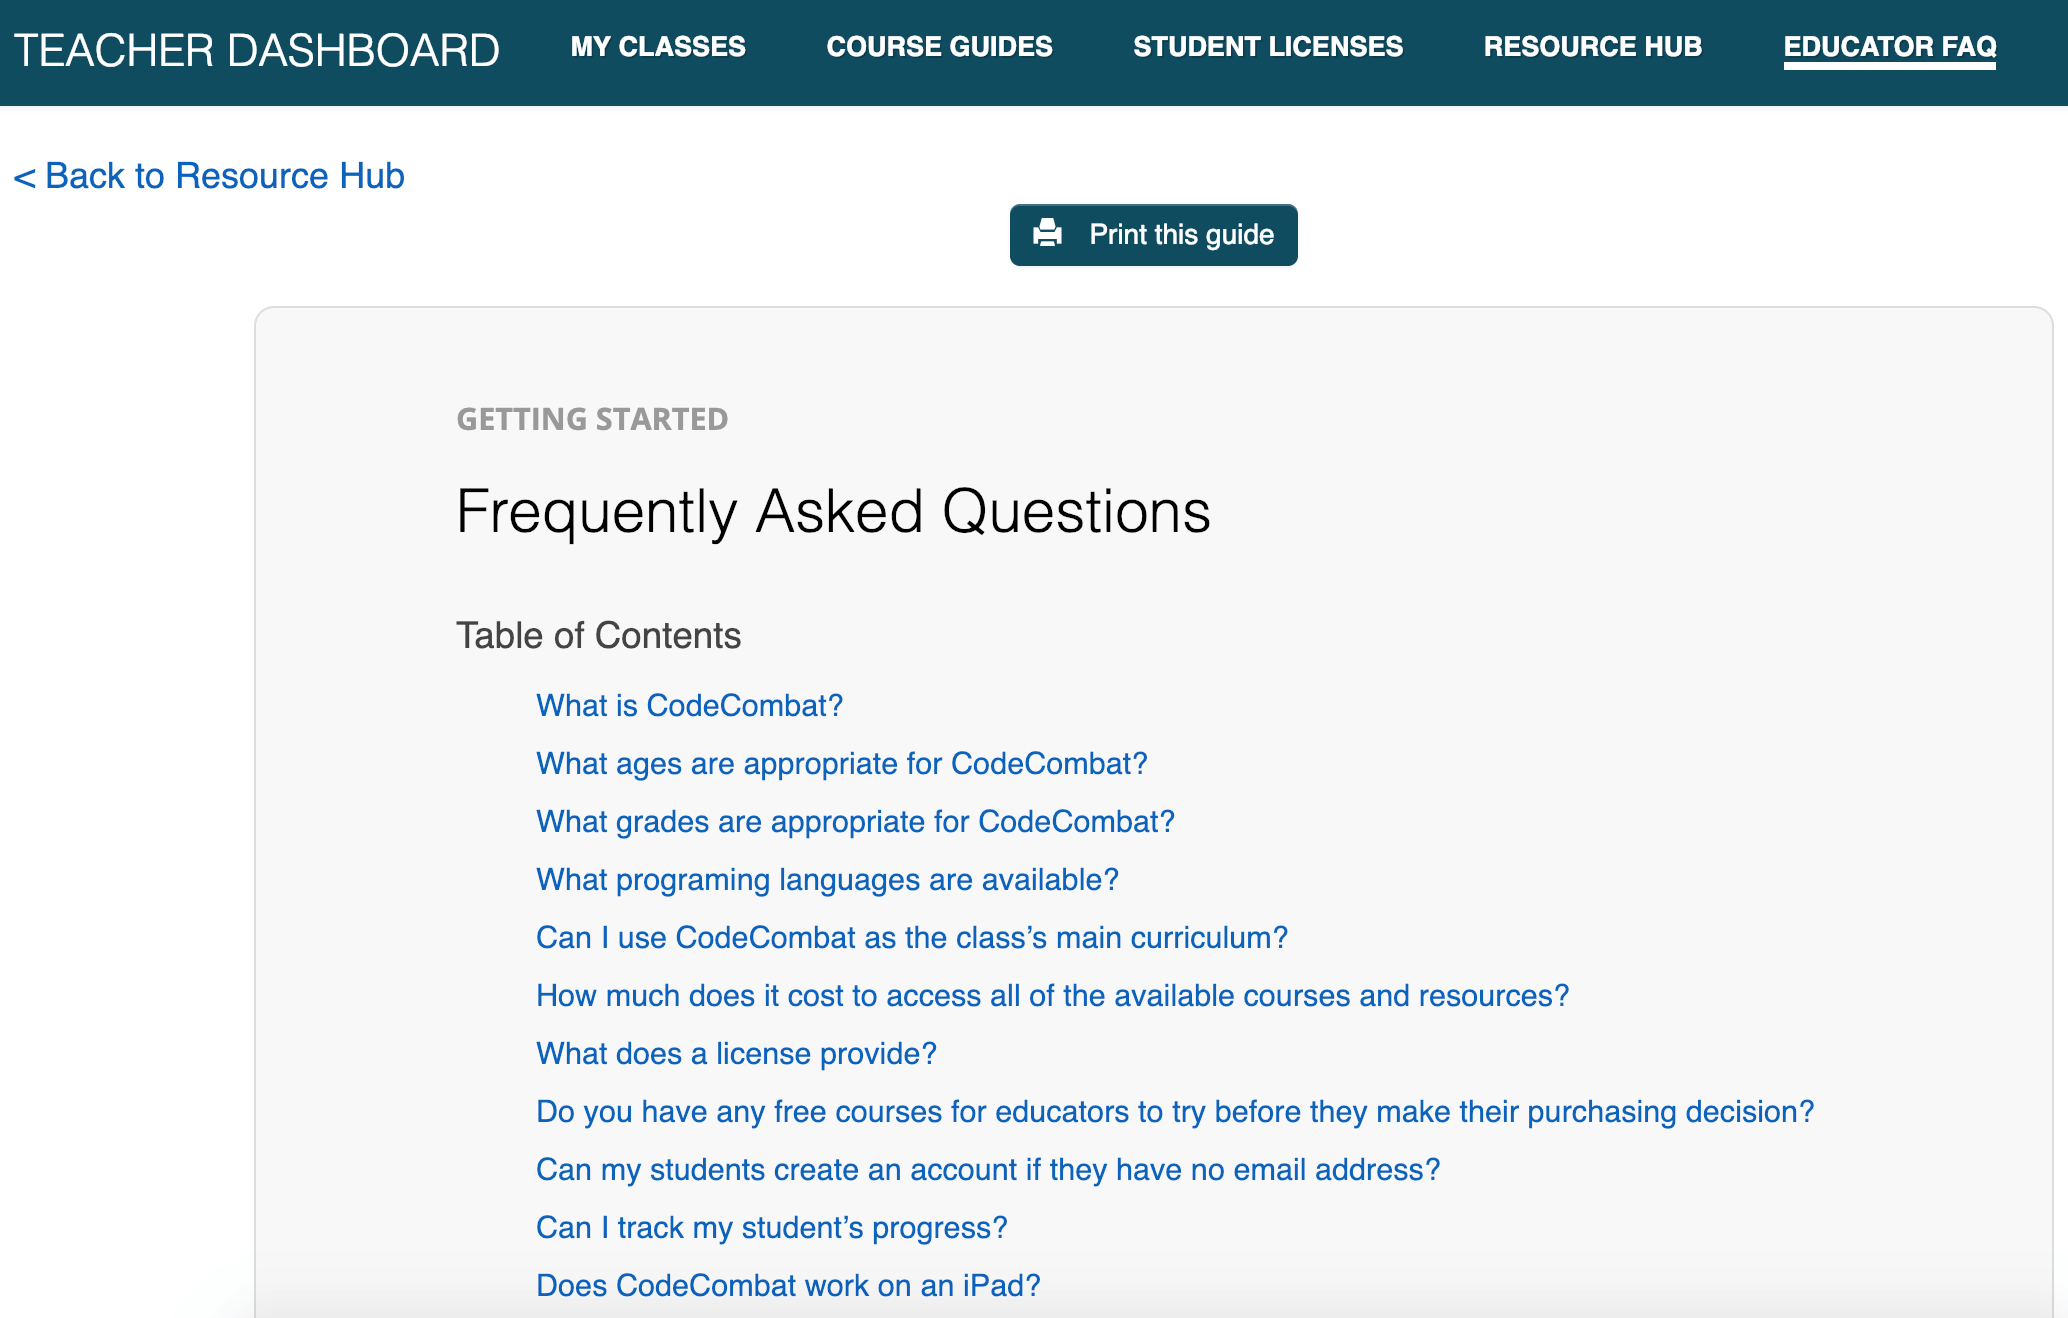 TEACHER DASHBOARD MY CLASSES COURSE GUIDES STUDENT LICENSES RESOURCE HUB EDUCATOR FAQ
< Back to Resource Hub
Print this guide
GETTING STARTED
Frequently Asked Questions
Table of Contents
What is CodeCombat?
What ages are appropriate for CodeCombat?
What grades are appropriate for CodeCombat?
What programing languages are available?
Can I use CodeCombat as the class’s main curriculum?
How much does it cost to access all of the available courses and resources?
What does a license provide?
Do you have any free courses for educators to try before they make their purchasing decision?
Can my students create an account if they have no email address?
Can I track my student’s progress?
Does CodeCombat work on an iPad?